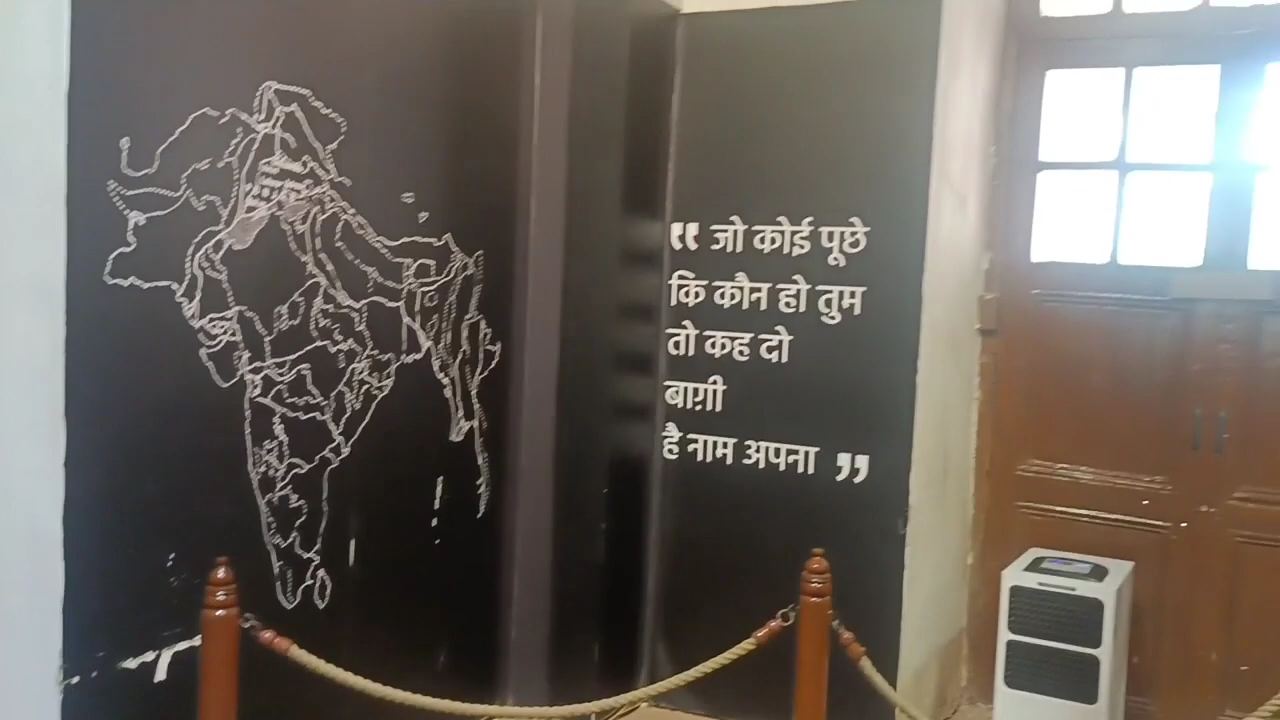 “ जो कोई पूछे
कि कौन हो तुम
तो कह दो
बाग़ी
है नाम अपना ”